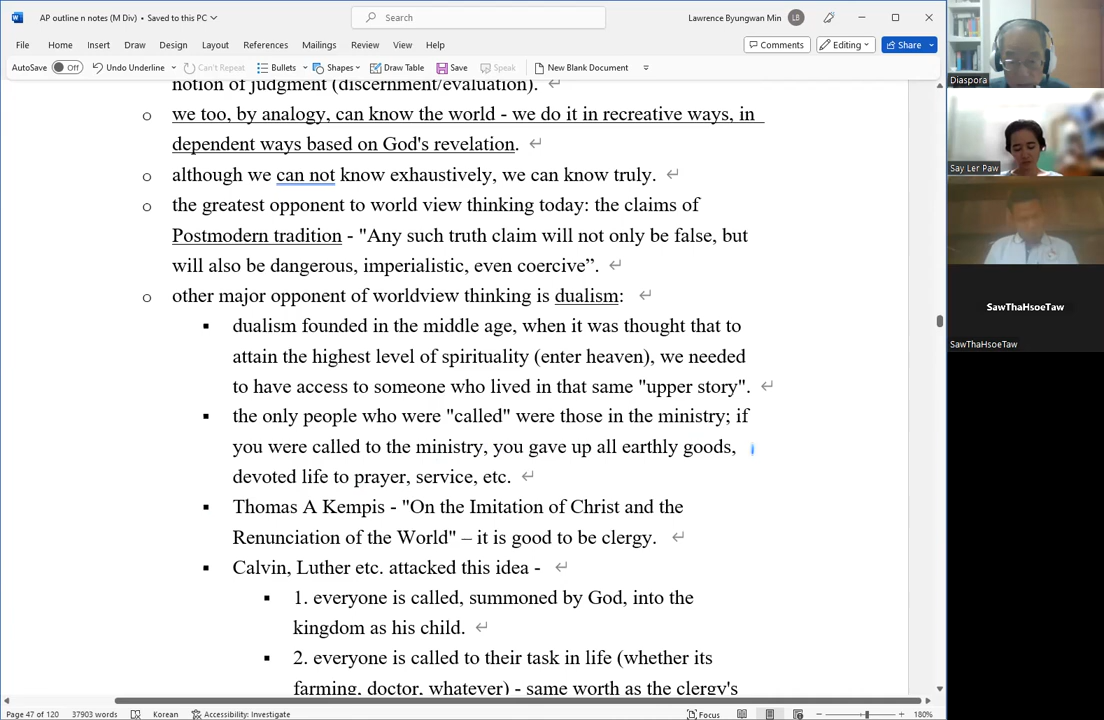 AP outline n notes (M Div) • Saved to this PC
Search
Lawrence Byungwan Min
LB
File Home Insert Draw Design Layout References Mailings Review View Help
Comments Editing Share
AutoSave Off Undo Underline Can't Repeat Bullets Shapes Draw Table Save Speak New Blank Document
notion of judgment (discernment/evaluation).
we too, by analogy, can know the world - we do it in recreative ways, in
dependent ways based on God's revelation.
although we can not know exhaustively, we can know truly.
the greatest opponent to world view thinking today: the claims of
Postmodern tradition - "Any such truth claim will not only be false, but
will also be dangerous, imperialistic, even coercive”.
other major opponent of worldview thinking is dualism:
dualism founded in the middle age, when it was thought that to
attain the highest level of spirituality (enter heaven), we needed
to have access to someone who lived in that same "upper story".
the only people who were "called" were those in the ministry; if
you were called to the ministry, you gave up all earthly goods,
devoted life to prayer, service, etc.
Thomas A Kempis - "On the Imitation of Christ and the
Renunciation of the World" – it is good to be clergy.
Calvin, Luther etc. attacked this idea -
1. everyone is called, summoned by God, into the
kingdom as his child.
2. everyone is called to their task in life (whether its
farming, doctor, whatever) - same worth as the clergy's
Page 47 of 120 37903 words Korean Accessibility: Investigate Focus 180%
Diaspora
Say Ler Paw
SawThaHsoeTaw
SawThaHsoeTaw